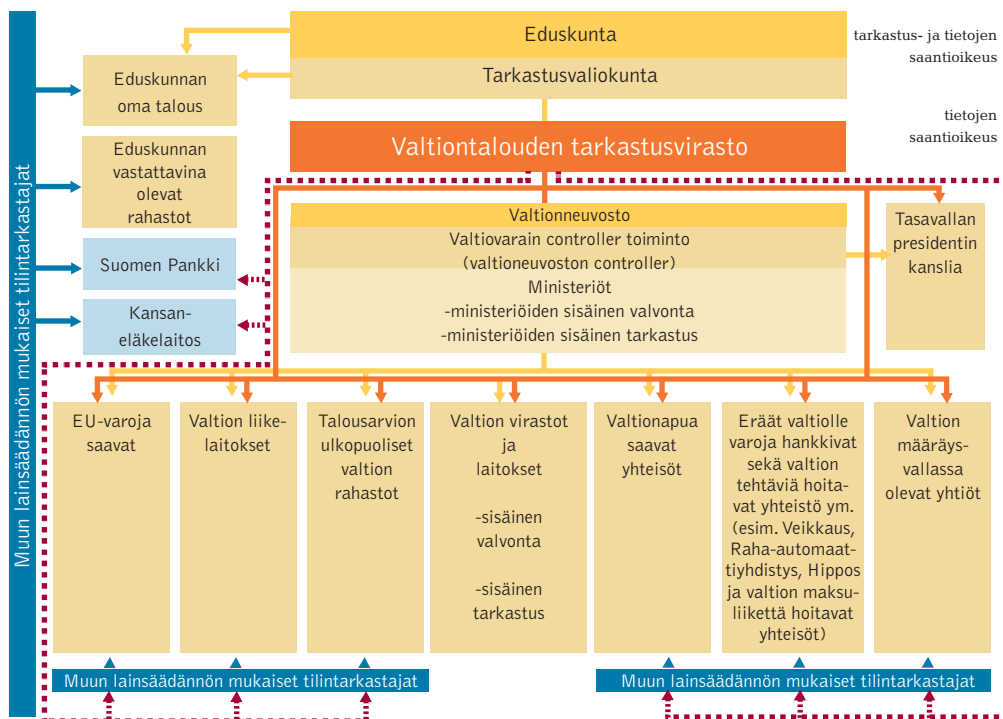 Eduskunta
Tarkastusvaliokunta
tarkastus- ja tietojen
saantioikeus
tietojen
saantioikeus
Muun lainsäädännön mukaiset tilintarkastajat
Eduskunnan
oma talous
Eduskunnan
vastattavina
olevat
rahastot
Suomen Pankki
Kansan-
eläkelaitos
Valtiontalouden tarkastusvirasto
Valtionneuvosto
Valtiovarain controller toiminto
(valtioneuvoston controller)
Ministeriöt
-ministeriöiden sisäinen valvonta
-ministeriöiden sisäinen tarkastus
Tasavallan
presidentin
kanslia
EU-varoja
saavat
Valtion liike-
laitokset
Talousarvion
ulkopuoliset
valtion
rahastot
Valtion virastot
ja
laitokset
-sisäinen
valvonta
-sisäinen
tarkastus
Valtionapua
saavat
yhteisöt
Eräät valtiolle
varoja hankkivat
sekä valtion
tehtäviä hoita-
vat yhteistö ym.
(esim. Veikkaus,
Raha-automaat-
tiyhdistys, Hippos
ja valtion maksu-
liikettä hoitavat
yhteisöt)
Valtion
määräys-
vallassa
olevat yhtiöt
Muun lainsäädännön mukaiset tilintarkastajat
Muun lainsäädännön mukaiset tilintarkastajat